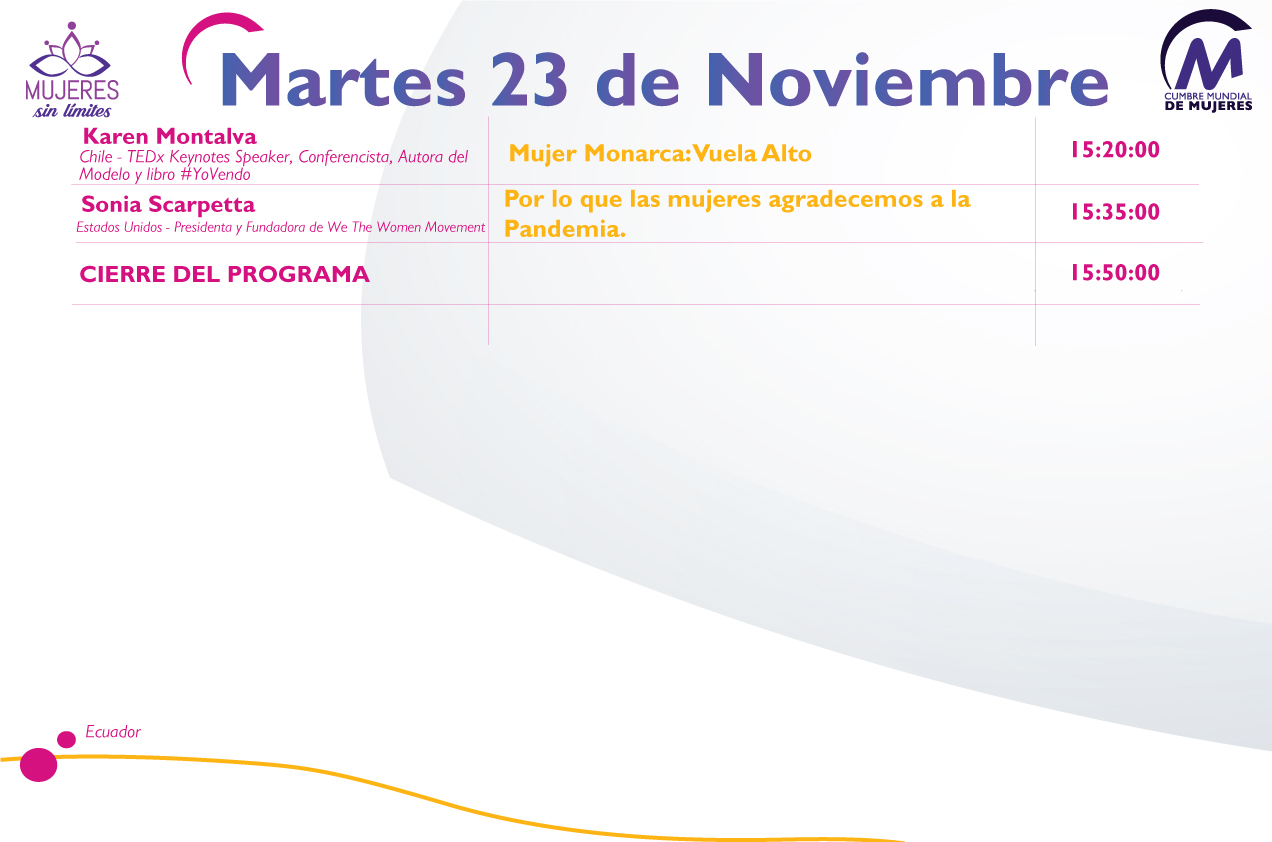 MUJERES
sin límites
Martes 23 de Noviembre
CUMBRE MUNDIAL
DE MUJERES
Karen Montalva
Chile - TEDx Keynotes Speaker, Conferencista, Autora del
Modelo y libro #YoVendo
Mujer Monarca: Vuela Alto
15:20:00
Sonia Scarpetta
Estados Unidos - Presidenta y Fundadora de We The Women Movement
Por lo que las mujeres agradecemos a la
Pandemia.
15:35:00
CIERRE DEL PROGRAMA
15:50:00
Ecuador